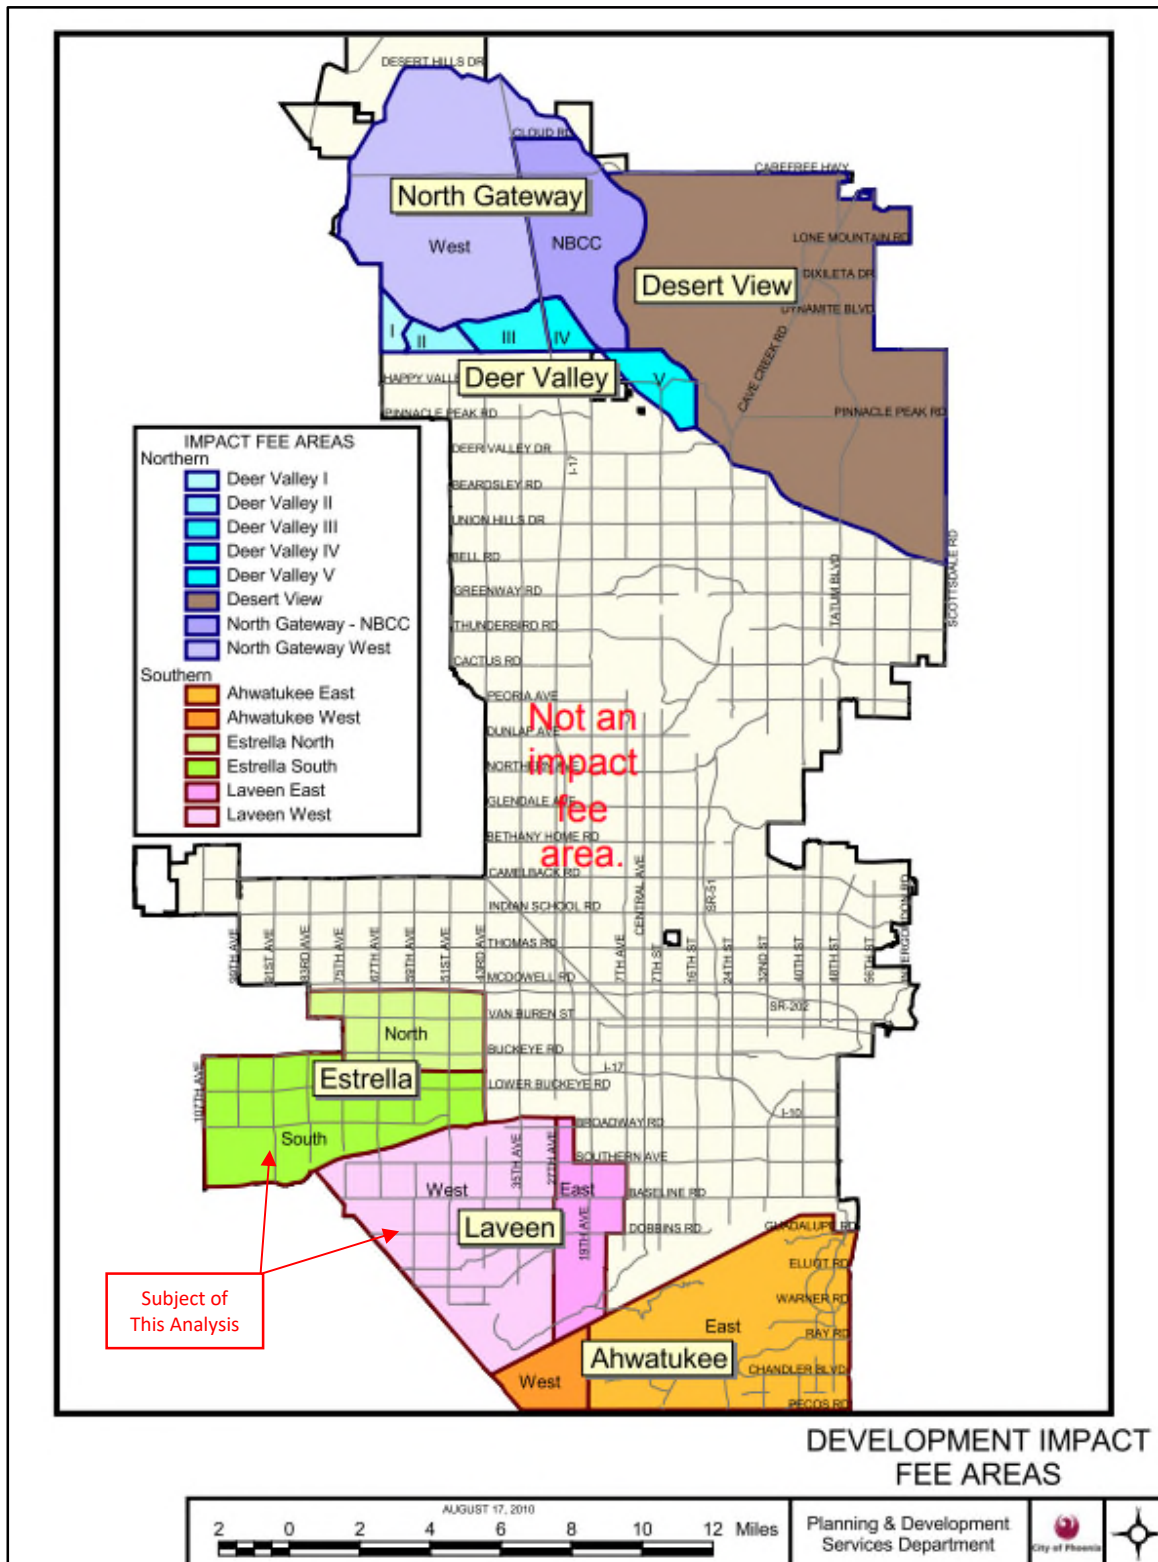 DESERT HILLS DR
CLOUD RD
CAREFREE HWY
North Gateway
West
NBCC
LONE MOUNTAIN RD
Desert View
DIXILETA DR
DYNAMITE BLVD
I
II
III
IV
Deer Valley
V
HAPPY VALLE
CAVE CREEK RD
PINNACLE PEAK RD
PINNACLE PEAK RD
DEER VALLEY DR
I-17
BEARDSLEY RD
UNION HILLS DR
BELL RD
GREENWAY RD
TATUM BLVD
SCOTTSDALE RD
THUNDERBIRD RD
CACTUS RD
PEORIA AVE
IMPACT FEE AREAS
Northern
Deer Valley I
Deer Valley II
Deer Valley III
Deer Valley IV
Deer Valley V
Desert View
North Gateway - NBCC
North Gateway West
Southern
Ahwatukee East
Ahwatukee West
Estrella North
Estrella South
Laveen East
Laveen West
Not an
impact
fee
area.
DUNLAP AVE
NORTHERN AVE
GLENDALE AVE
BETHANY HOME RD
CAMELBACK RD
INDIAN SCHOOL RD
THOMAS RD
MCDOWELL RD
99TH AVE
91ST AVE
83RD AVE
75TH AVE
67TH AVE
59TH AVE
51ST AVE
43RD AVE
7TH AVE
CENTRAL AVE
7TH ST
16TH ST
SR-51
24TH ST
32ND ST
40TH ST
48TH ST
56TH ST
SR-202
VAN BUREN ST
North
BUCKEYE RD
I-17
Estrella
LOWER BUCKEYE RD
107TH AVE
I-10
South
BROADWAY RD
35TH AVE
27TH AVE
SOUTHERN AVE
West
East
BASELINE RD
Laveen
19TH AVE
DOBBINS RD
GUADALUPE RD
ELLIOT RD
WARNER RD
Subject of
This Analysis
East
RAY RD
Ahwatukee
CHANDLER BLVD
West
PECOS RD
DEVELOPMENT IMPACT
FEE AREAS
AUGUST 17, 2010
2 0 2 4 6 8 10 12 Miles
Planning & Development
Services Department
City of Phoenix